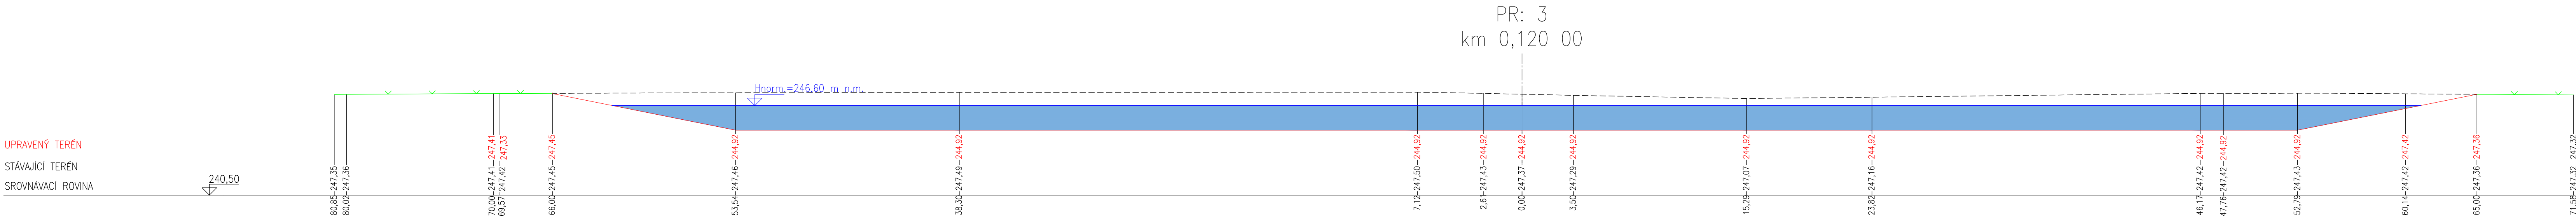 PR: 3
km 0,120 00
Hnorm.=246,60 m n.m.
UPRAVENÝ TERÉN
247,41 247,33 247,45 244,92 244,92 244,92 244,92 244,92 244,92 244,92 244,92 244,92 244,92 244,92 247,42 247,36
STÁVAJÍCÍ TERÉN
247,35 247,36 247,41 247,42 247,45 247,46 247,49 247,50 247,43 247,37 247,29 247,07 247,16 247,42 247,42 247,43 247,42 247,36 247,32 247,32
SROVNÁVACÍ ROVINA
240,50
80,85 80,02 70,00 69,57 66,00 53,54 38,30 7,12 2,61 0,00 3,50 15,29 23,82 46,17 47,76 52,79 60,14 65,00 71,59